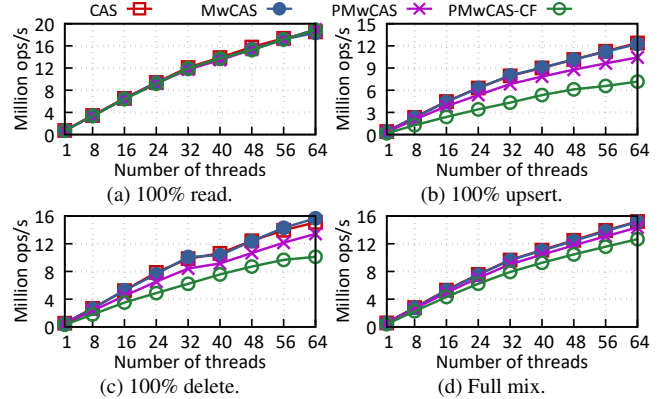 CAS MwCAS PMwCAS PMwCAS-CF
Million ops/s
20
16
12
8
4
0
1 8 16 24 32 40 48 56 64
Number of threads
(a) 100% read.
Million ops/s
15
12
9
6
3
0
1 8 16 24 32 40 48 56 64
Number of threads
(b) 100% upsert.
Million ops/s
16
12
8
4
0
1 8 16 24 32 40 48 56 64
Number of threads
(c) 100% delete.
Million ops/s
16
12
8
4
0
1 8 16 24 32 40 48 56 64
Number of threads
(d) Full mix.